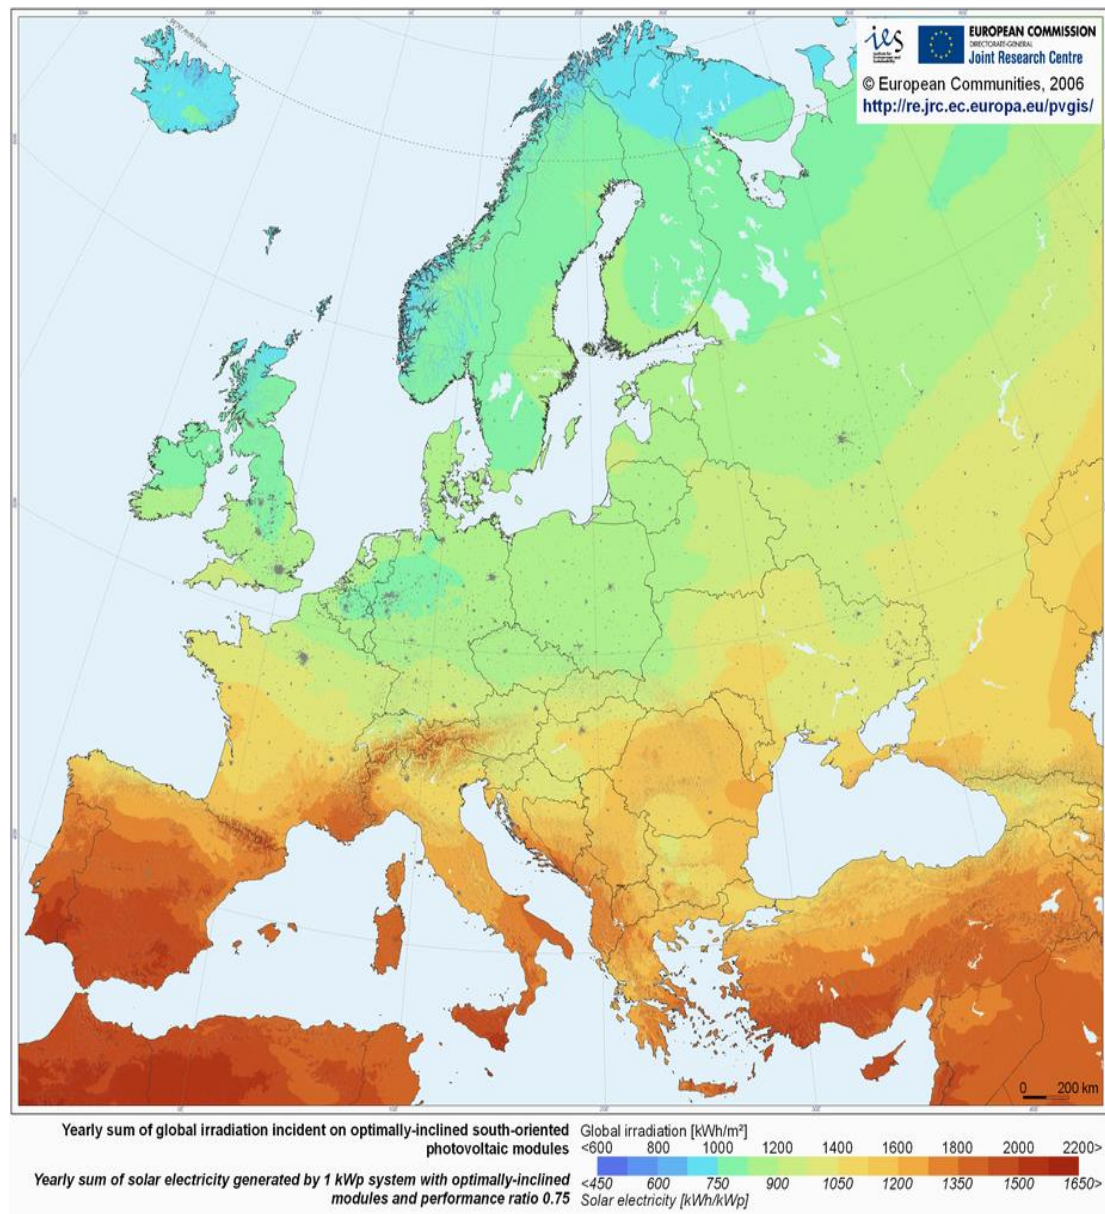 ies
EUROPEAN COMMISSION
DIRECTORATE-GENERAL
Joint Research Centre
© European Communities, 2006
http://re.jrc.ec.europa.eu/pvgis/
0 200 km
Yearly sum of global irradiation incident on optimally-inclined south-oriented
photovoltaic modules
Yearly sum of solar electricity generated by 1 kWp system with optimally-inclined
modules and performance ratio 0.75
Global irradiation [kWh/m²]
<600 800 1000 1200 1400 1600 1800 2000 2200>
<450 600 750 900 1050 1200 1350 1500 1650>
Solar electricity [kWh/kWp]